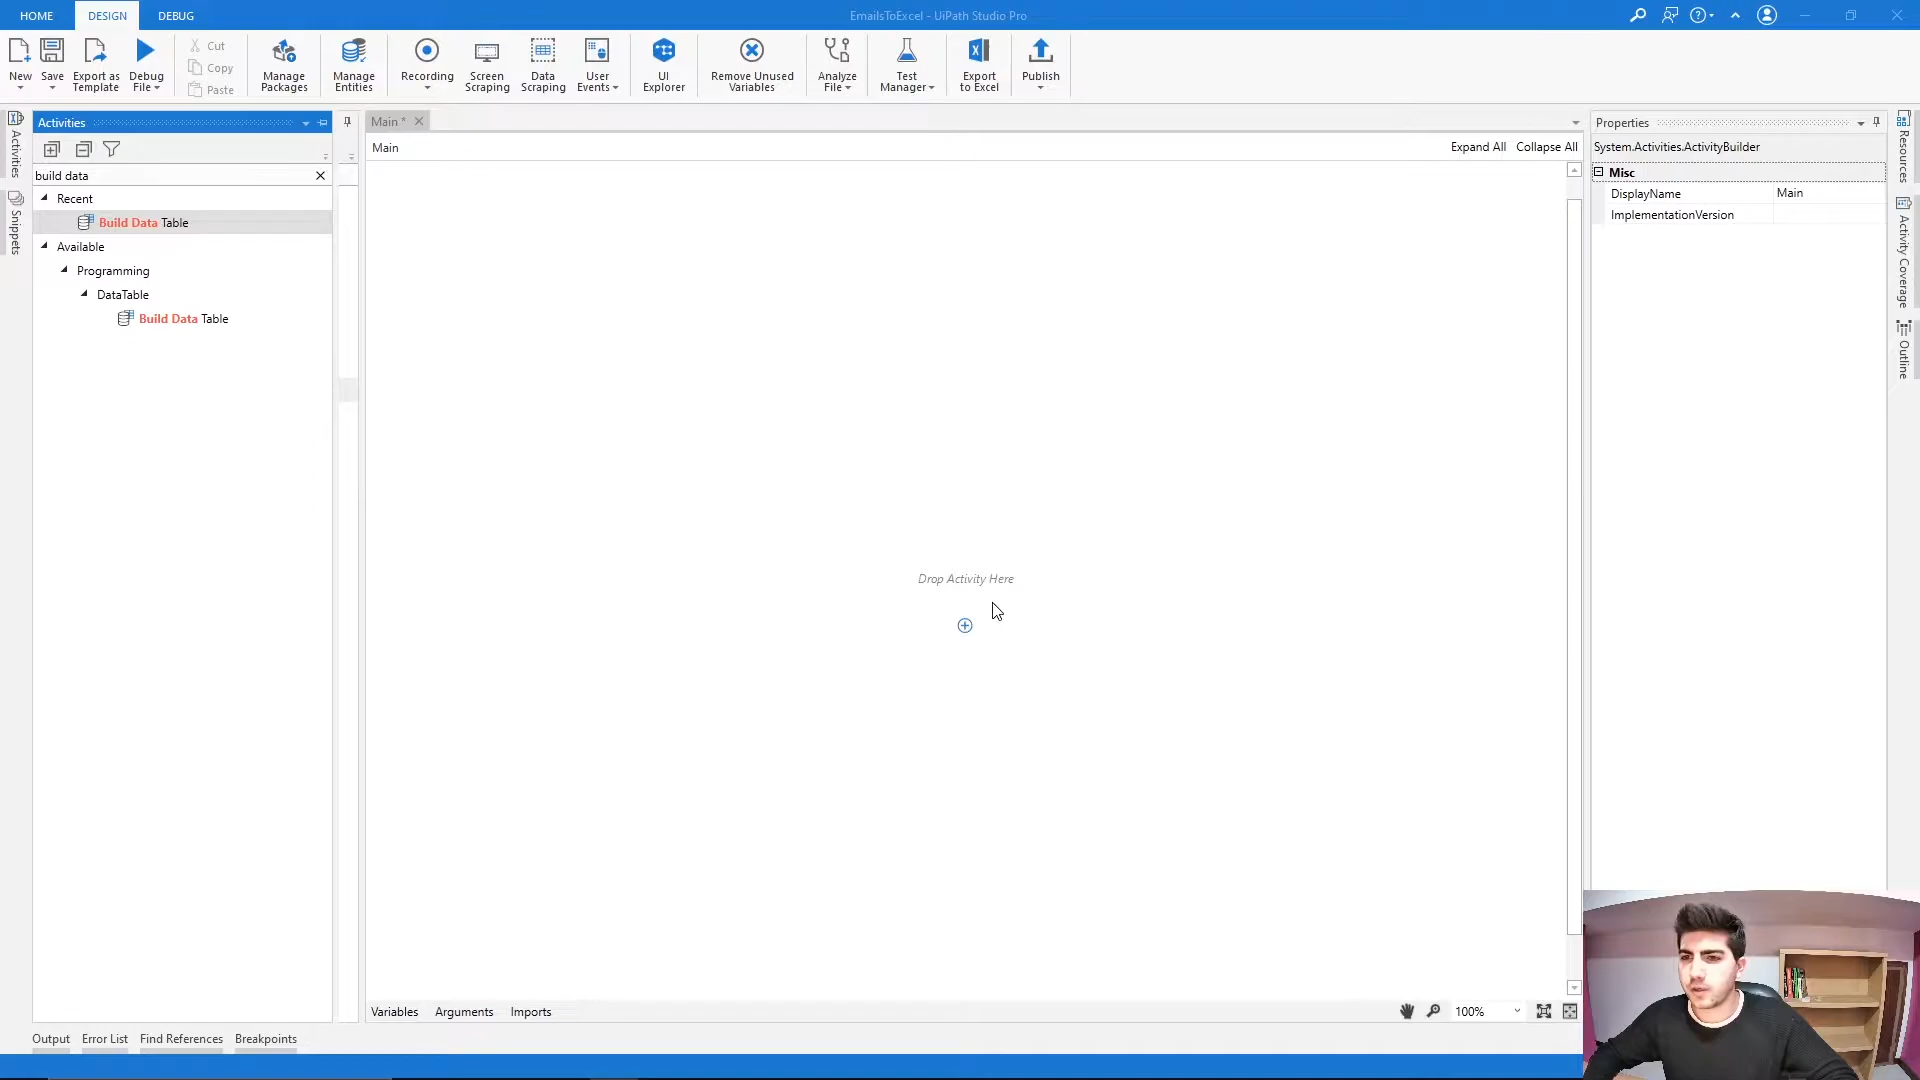 HOME DESIGN DEBUG
EmailsToExcel - UiPath Studio Pro
New
Save
Export as
Template
Debug
File
Cut
Copy
Paste
Manage
Packages
Manage
Entities
Recording
Screen
Scraping
Data
Scraping
User
Events
UI
Explorer
Remove Unused
Variables
Analyze
File
Test
Manager
Export
to Excel
Publish
Activities
Snippets
Activities
build data
Recent
Build Data Table
Available
Programming
DataTable
Build Data Table
Main *
Main
Expand All Collapse All
Drop Activity Here
Variables Arguments Imports
100%
Properties
System.Activities.ActivityBuilder
Misc
DisplayName Main
ImplementationVersion
Resources
Activity Coverage
Outline
Output Error List Find References Breakpoints